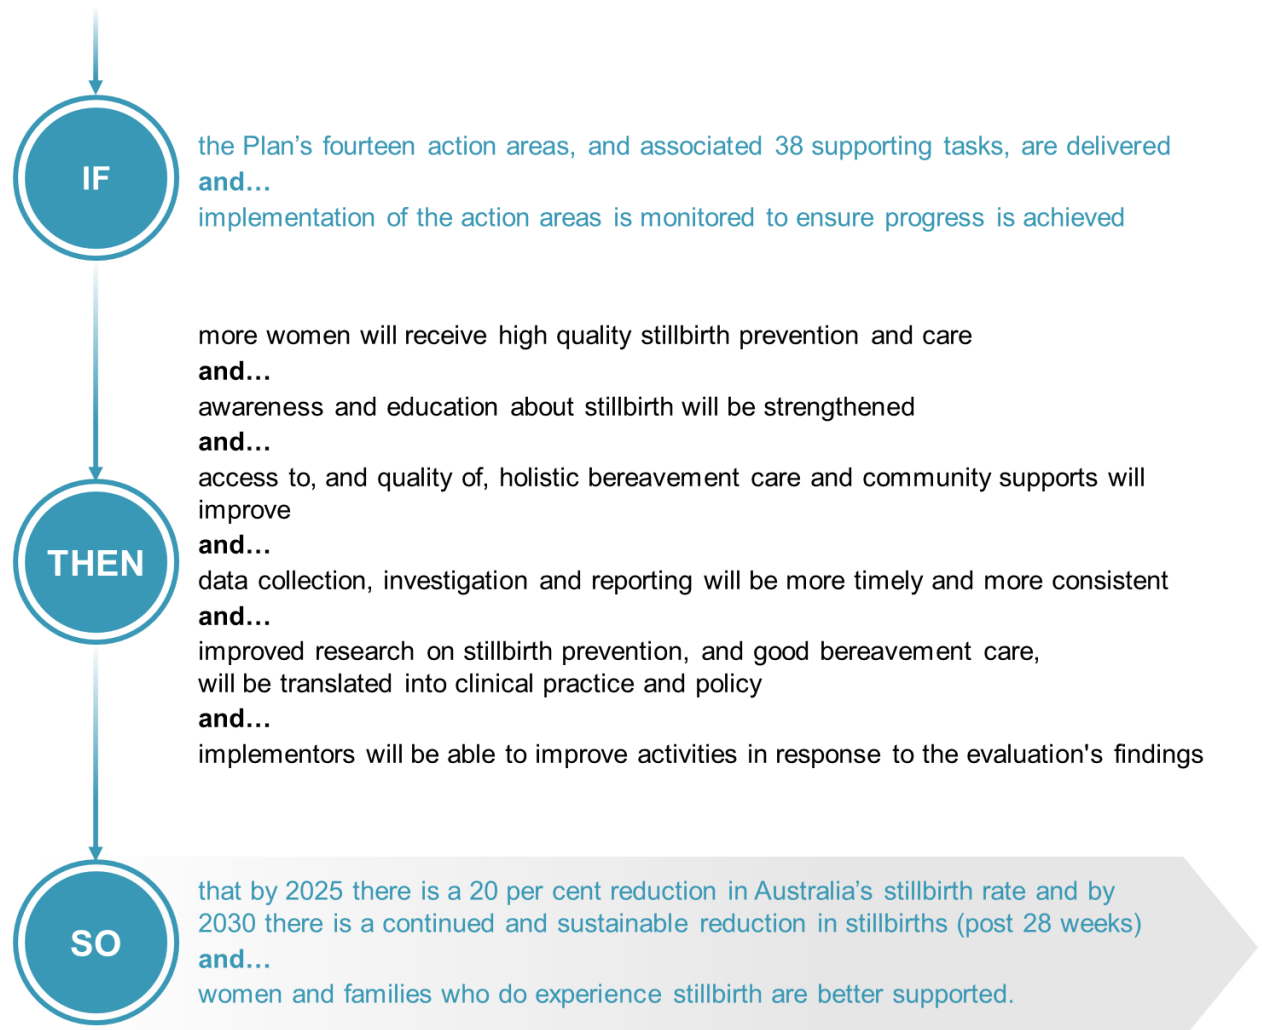 IF
the Plan’s fourteen action areas, and associated 38 supporting tasks, are delivered
and…
implementation of the action areas is monitored to ensure progress is achieved
THEN
more women will receive high quality stillbirth prevention and care
and…
awareness and education about stillbirth will be strengthened
and…
access to, and quality of, holistic bereavement care and community supports will
improve
and…
data collection, investigation and reporting will be more timely and more consistent
and…
improved research on stillbirth prevention, and good bereavement care,
will be translated into clinical practice and policy
and…
implementors will be able to improve activities in response to the evaluation's findings
SO
that by 2025 there is a 20 per cent reduction in Australia’s stillbirth rate and by
2030 there is a continued and sustainable reduction in stillbirths (post 28 weeks)
and…
women and families who do experience stillbirth are better supported.